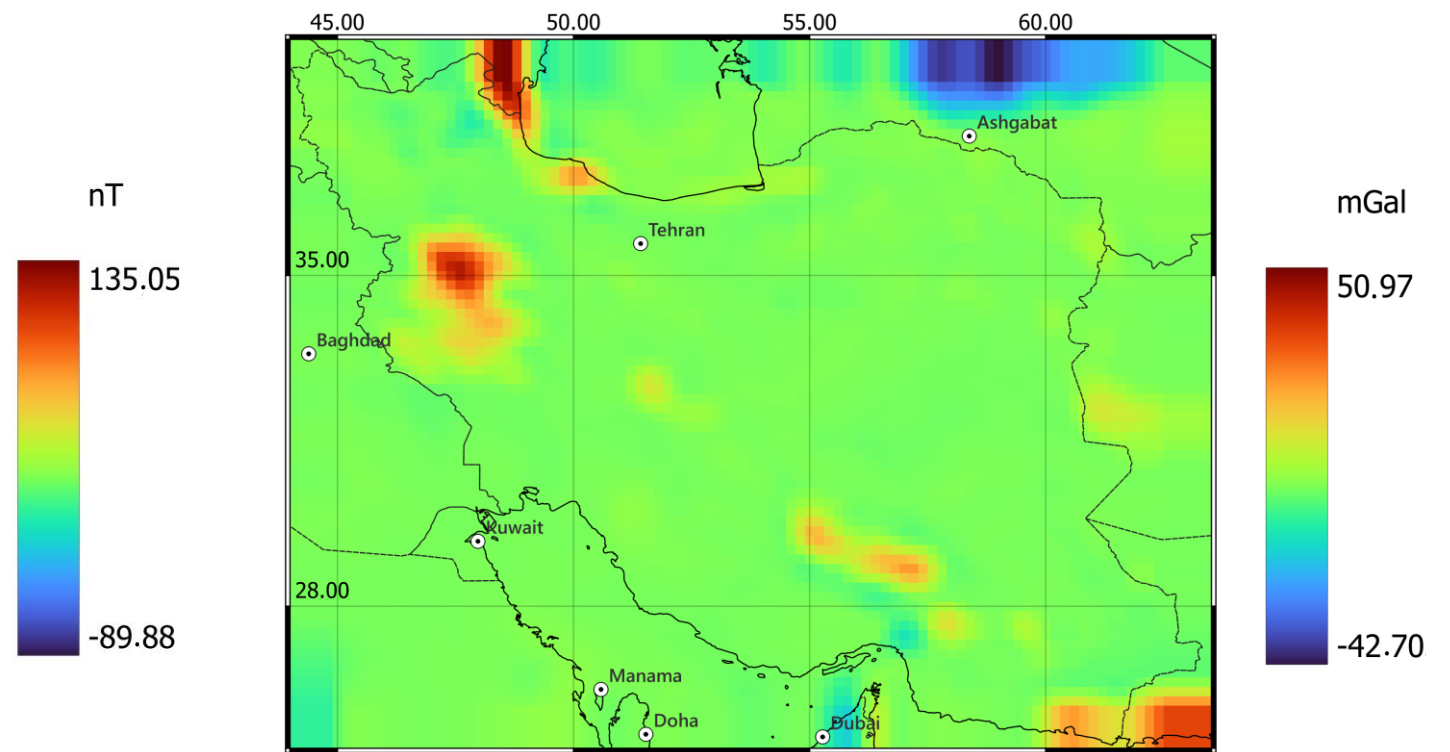 45.00
50.00
55.00
60.00
nT
135.05
-89.88
Ashgabat
Tehran
35.00
Baghdad
Kuwait
28.00
Manama
Doha
Dubai
mGal
50.97
-42.70